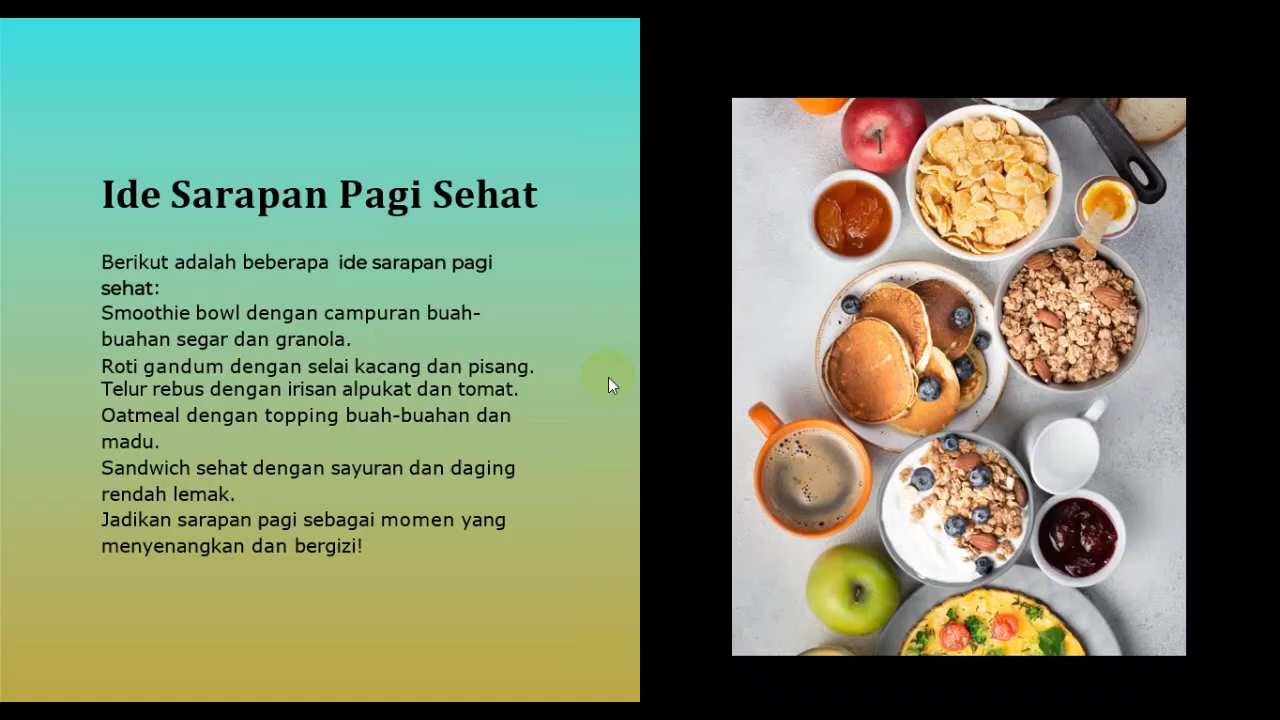 Ide Sarapan Pagi Sehat
Berikut adalah beberapa ide sarapan pagi
sehat:
Smoothie bowl dengan campuran buah-
buahan segar dan granola.
Roti gandum dengan selai kacang dan pisang.
Telur rebus dengan irisan alpukat dan tomat.
Oatmeal dengan topping buah-buahan dan
madu.
Sandwich sehat dengan sayuran dan daging
rendah lemak.
Jadikan sarapan pagi sebagai momen yang
menyenangkan dan bergizi!